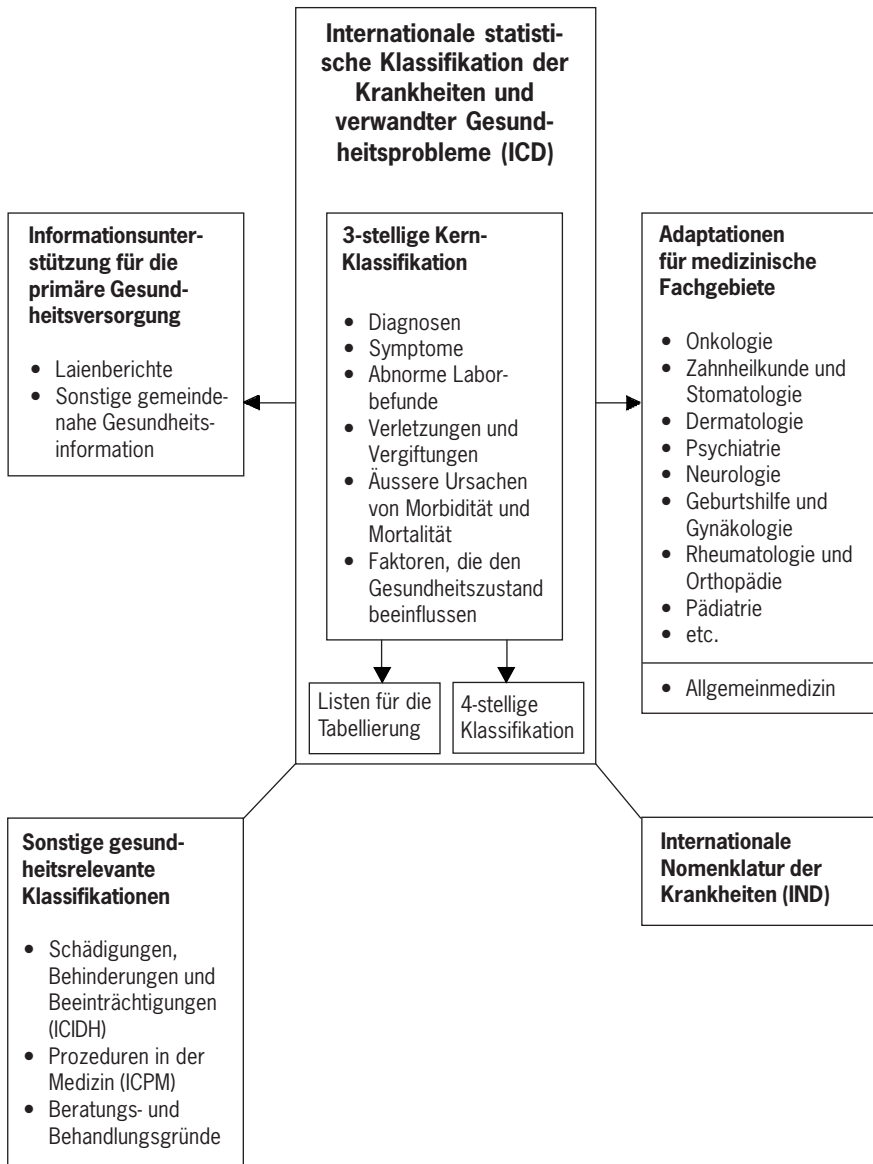 Internationale statisti-
sche Klassifikation der
Krankheiten und
verwandter Gesund-
heitsprobleme (ICD)
Informationsunter-
stützung für die
primäre Gesund-
heitsversorgung
• Laienberichte
• Sonstige gemeinde-
nahe Gesundheits-
information
3-stellige Kern-
Klassifikation
• Diagnosen
• Symptome
• Abnorme Labor-
befunde
• Verletzungen und
Vergiftungen
• Äussere Ursachen
von Morbidität und
Mortalität
• Faktoren, die den
Gesundheitszustand
beeinflussen
Listen für die
Tabellierung
4-stellige
Klassifikation
Adaptationen
für medizinische
Fachgebiete
• Onkologie
• Zahnheilkunde und
Stomatologie
• Dermatologie
• Psychiatrie
• Neurologie
• Geburtshilfe und
Gynäkologie
• Rheumatologie und
Orthopädie
• Pädiatrie
• etc.
• Allgemeinmedizin
Sonstige gesund-
heitsrelevante
Klassifikationen
• Schädigungen,
Behinderungen und
Beeinträchtigungen
(ICIDH)
• Prozeduren in der
Medizin (ICPM)
• Beratungs- und
Behandlungsgründe
Internationale
Nomenklatur der
Krankheiten (IND)